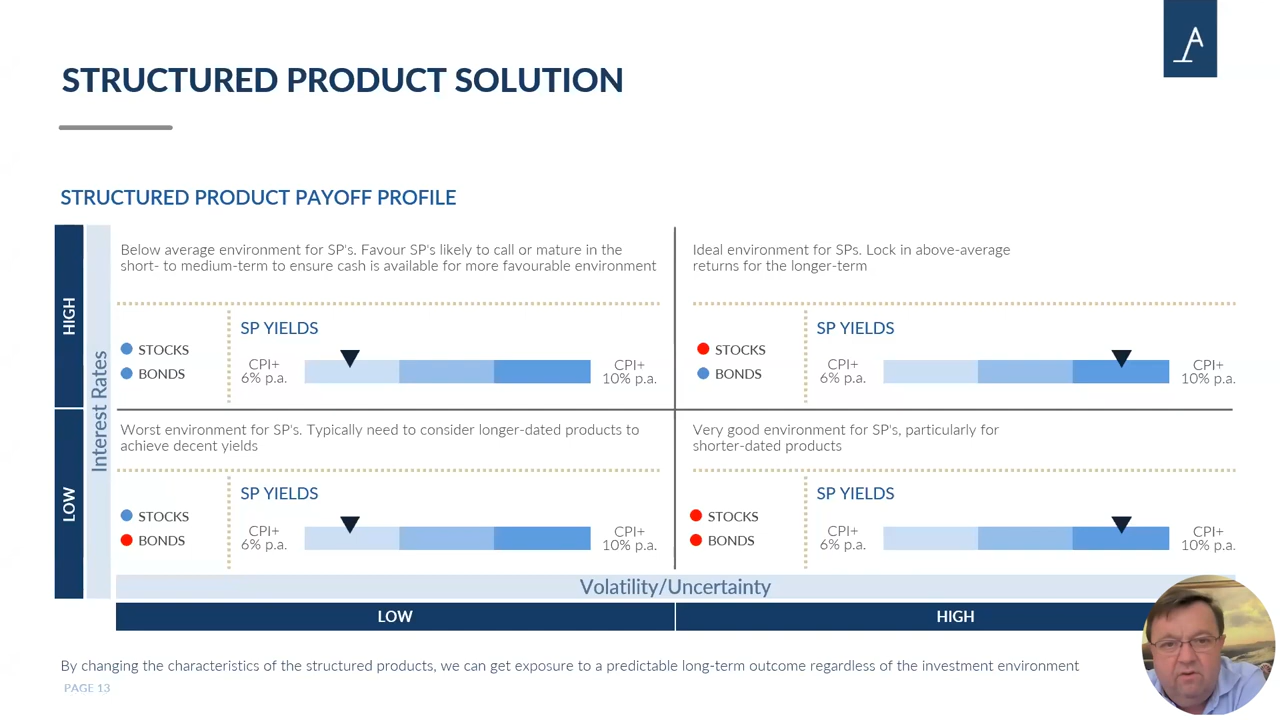 STRUCTURED PRODUCT SOLUTION
STRUCTURED PRODUCT PAYOFF PROFILE
HIGH
LOW
Interest Rates
Below average environment for SP's. Favour SP's likely to call or mature in the
short- to medium-term to ensure cash is available for more favourable environment
STOCKS
BONDS
SP YIELDS
CPI+
6% p.a.
CPI+
10% p.a.
Ideal environment for SPs. Lock in above-average
returns for the longer-term
STOCKS
BONDS
SP YIELDS
CPI+
6% p.a.
CPI+
10% p.a.
Worst environment for SP's. Typically need to consider longer-dated products to
achieve decent yields
STOCKS
BONDS
SP YIELDS
CPI+
6% p.a.
CPI+
10% p.a.
Very good environment for SP's, particularly for
shorter-dated products
STOCKS
BONDS
SP YIELDS
CPI+
6% p.a.
CPI+
10% p.a.
Volatility/Uncertainty
LOW
HIGH
By changing the characteristics of the structured products, we can get exposure to a predictable long-term outcome regardless of the investment environment
PAGE 13